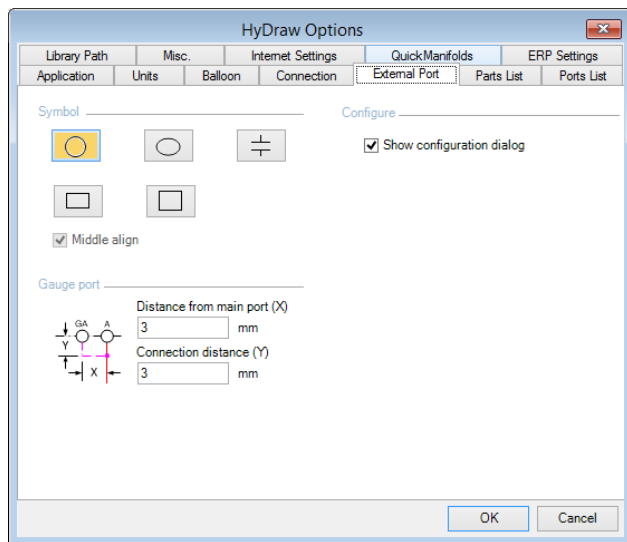 HyDraw Options
Library Path Misc. Internet Settings QuickManifolds ERP Settings
Application Units Balloon Connection External Port Parts List Ports List
Symbol
Configure
Show configuration dialog
Middle align
Gauge port
Distance from main port (X)
GA A
3 mm
Y
Connection distance (Y)
X
3 mm
OK Cancel